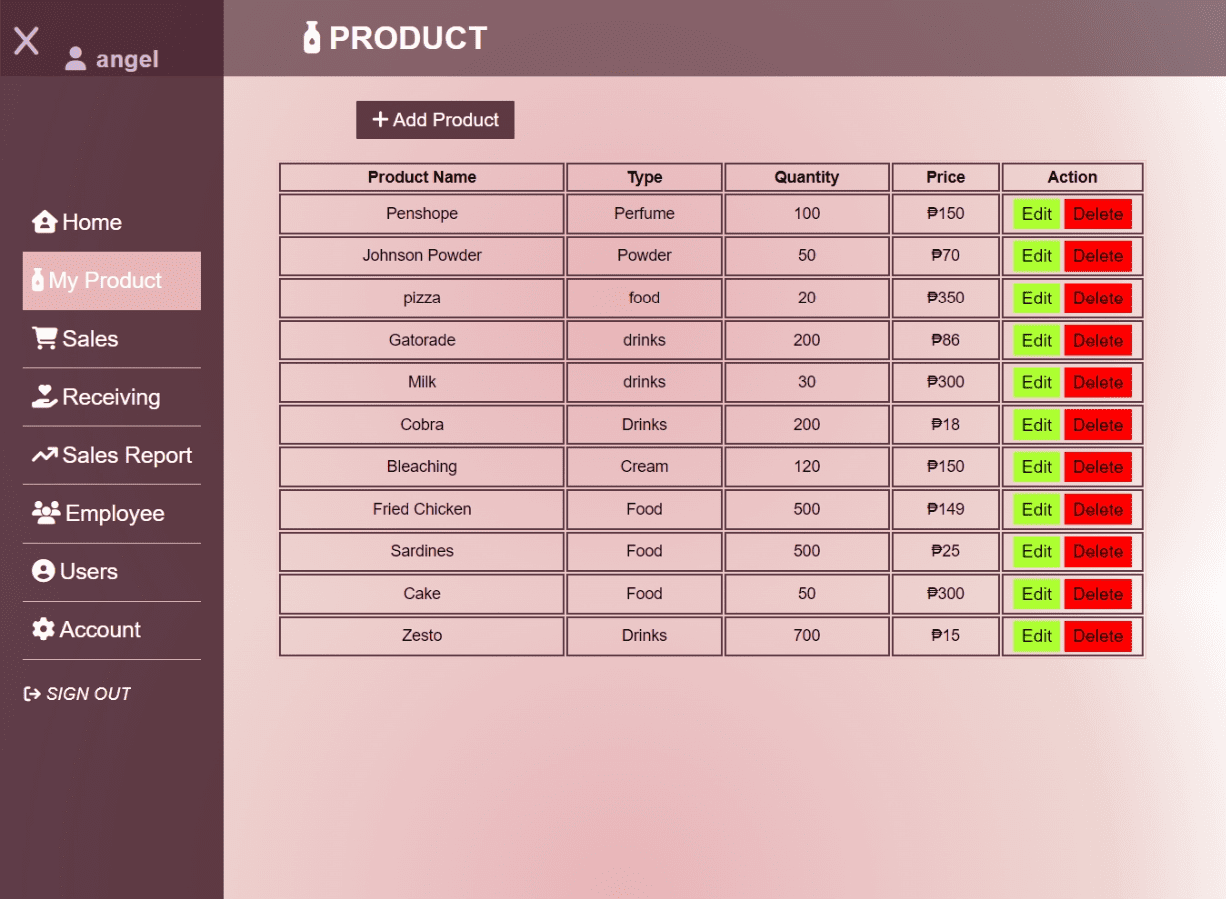 angel
PRODUCT
Home
My Product
Sales
Receiving
Sales Report
Employee
Users
Account
SIGN OUT
+ Add Product
Product Name Type Quantity Price Action
Penshope Perfume 100 ₱150 Edit Delete
Johnson Powder Powder 50 ₱70 Edit Delete
pizza food 20 ₱350 Edit Delete
Gatorade drinks 200 ₱86 Edit Delete
Milk drinks 30 ₱300 Edit Delete
Cobra Drinks 200 ₱18 Edit Delete
Bleaching Cream 120 ₱150 Edit Delete
Fried Chicken Food 500 ₱149 Edit Delete
Sardines Food 500 ₱25 Edit Delete
Cake Food 50 ₱300 Edit Delete
Zesto Drinks 700 ₱15 Edit Delete